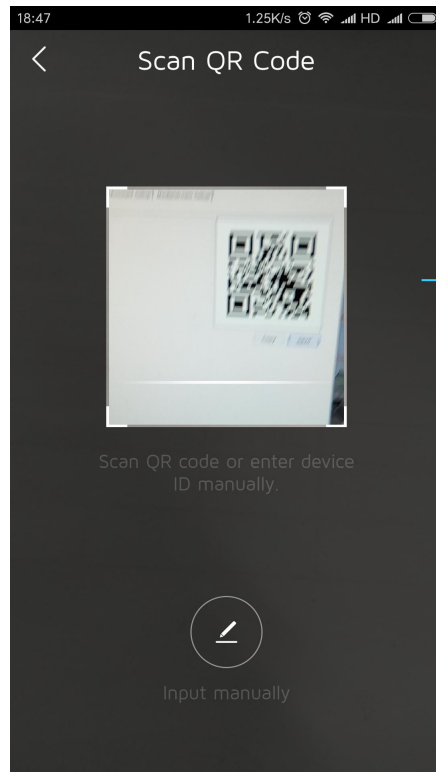 18:47
1.25K/s HD
Scan QR Code
Scan QR code or enter device
ID manually.
Input manually